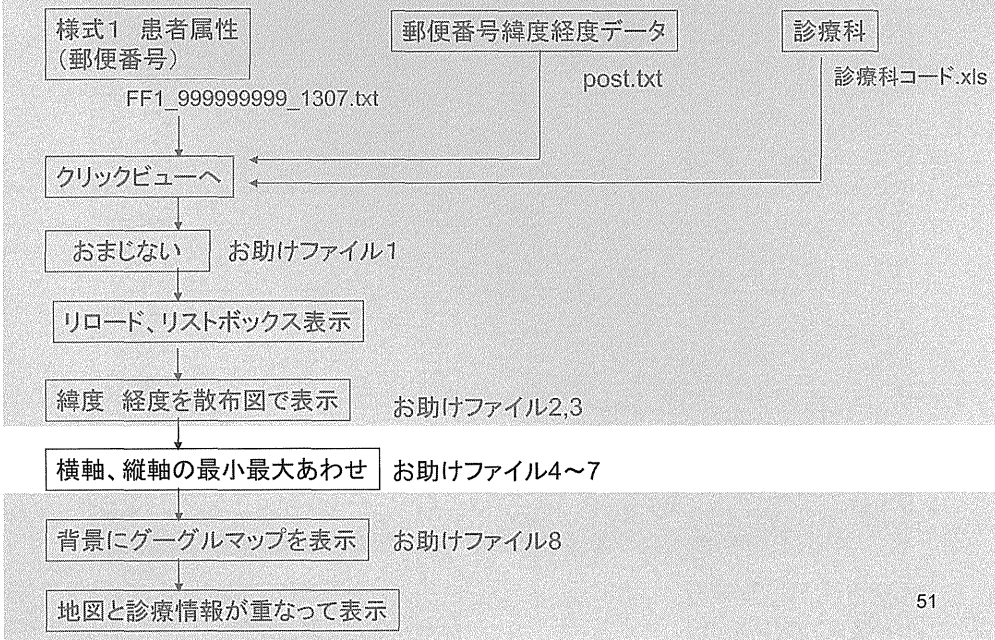 様式1 患者属性
(郵便番号)
郵便番号緯度経度データ
診療科
FF1_999999999_1307.txt
post.txt
診療科コード.xls
クリックビューへ
おまじない
お助けファイル1
リロード、リストボックス表示
緯度 経度を散布図で表示
お助けファイル2,3
横軸、縦軸の最小最大あわせ
お助けファイル4～7
背景にグーグルマップを表示
お助けファイル8
地図と診療情報が重なって表示
51